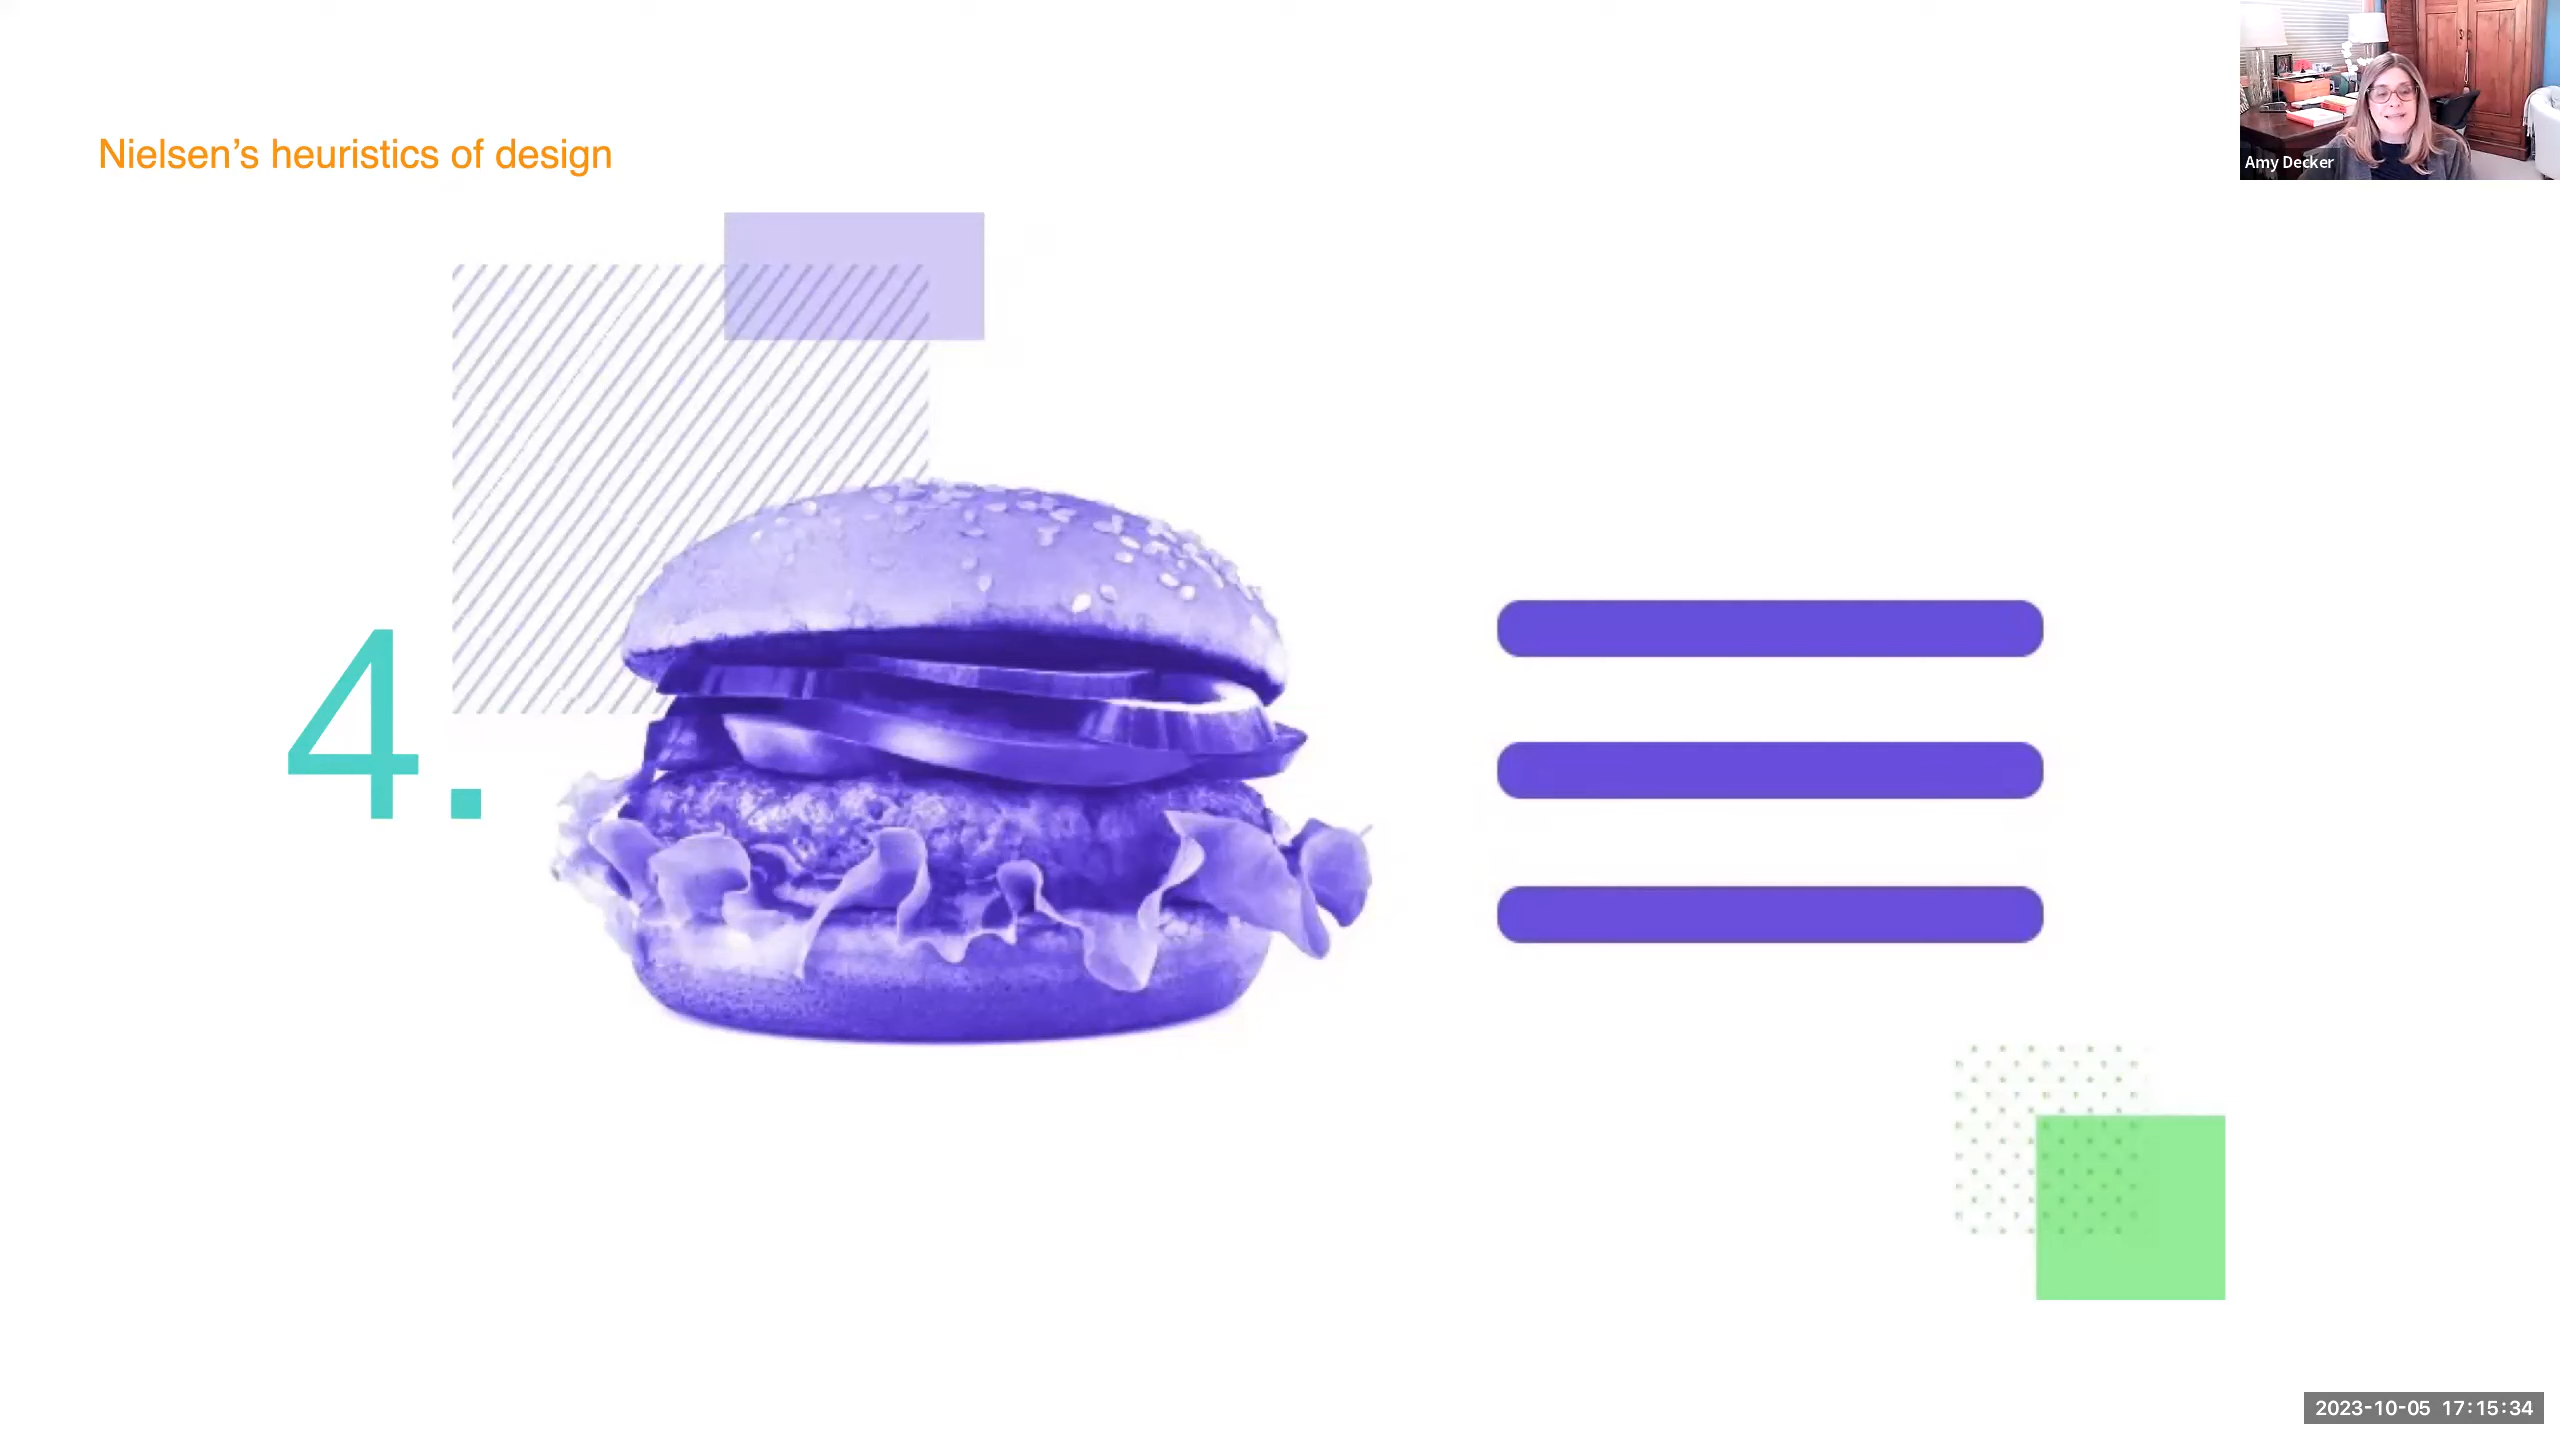 Nielsen’s heuristics of design
Amy Decker
4.
2023-10-05 17:15:34